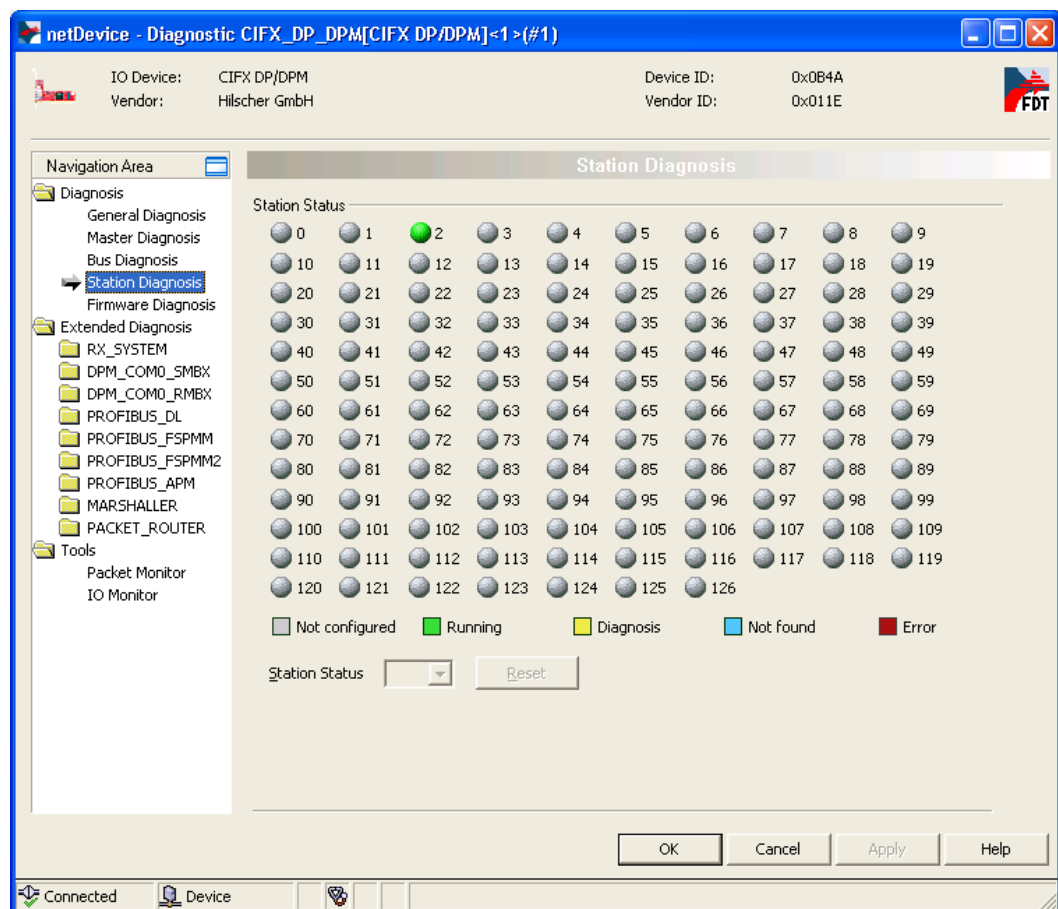 netDevice - Diagnostic CIFX_DP_DPM[CIFX DP/DPM]<1>(#1)
IO Device: CIFX DP/DPM Device ID: 0x0B4A
Vendor: Hilscher GmbH Vendor ID: 0x011E
FDT
Navigation Area
Diagnosis
General Diagnosis
Master Diagnosis
Bus Diagnosis
Station Diagnosis
Firmware Diagnosis
Extended Diagnosis
RX_SYSTEM
DPM_COM0_SMBX
DPM_COM0_RMBX
PROFIBUS_DL
PROFIBUS_FSPMM
PROFIBUS_FSPMM2
PROFIBUS_APM
MARSHALLER
PACKET_ROUTER
Tools
Packet Monitor
IO Monitor
Station Diagnosis
Station Status
0 1 2 3 4 5 6 7 8 9
10 11 12 13 14 15 16 17 18 19
20 21 22 23 24 25 26 27 28 29
30 31 32 33 34 35 36 37 38 39
40 41 42 43 44 45 46 47 48 49
50 51 52 53 54 55 56 57 58 59
60 61 62 63 64 65 66 67 68 69
70 71 72 73 74 75 76 77 78 79
80 81 82 83 84 85 86 87 88 89
90 91 92 93 94 95 96 97 98 99
100 101 102 103 104 105 106 107 108 109
110 111 112 113 114 115 116 117 118 119
120 121 122 123 124 125 126
Not configured Running Diagnosis Not found Error
Station Status Reset
OK Cancel Apply Help
Connected Device